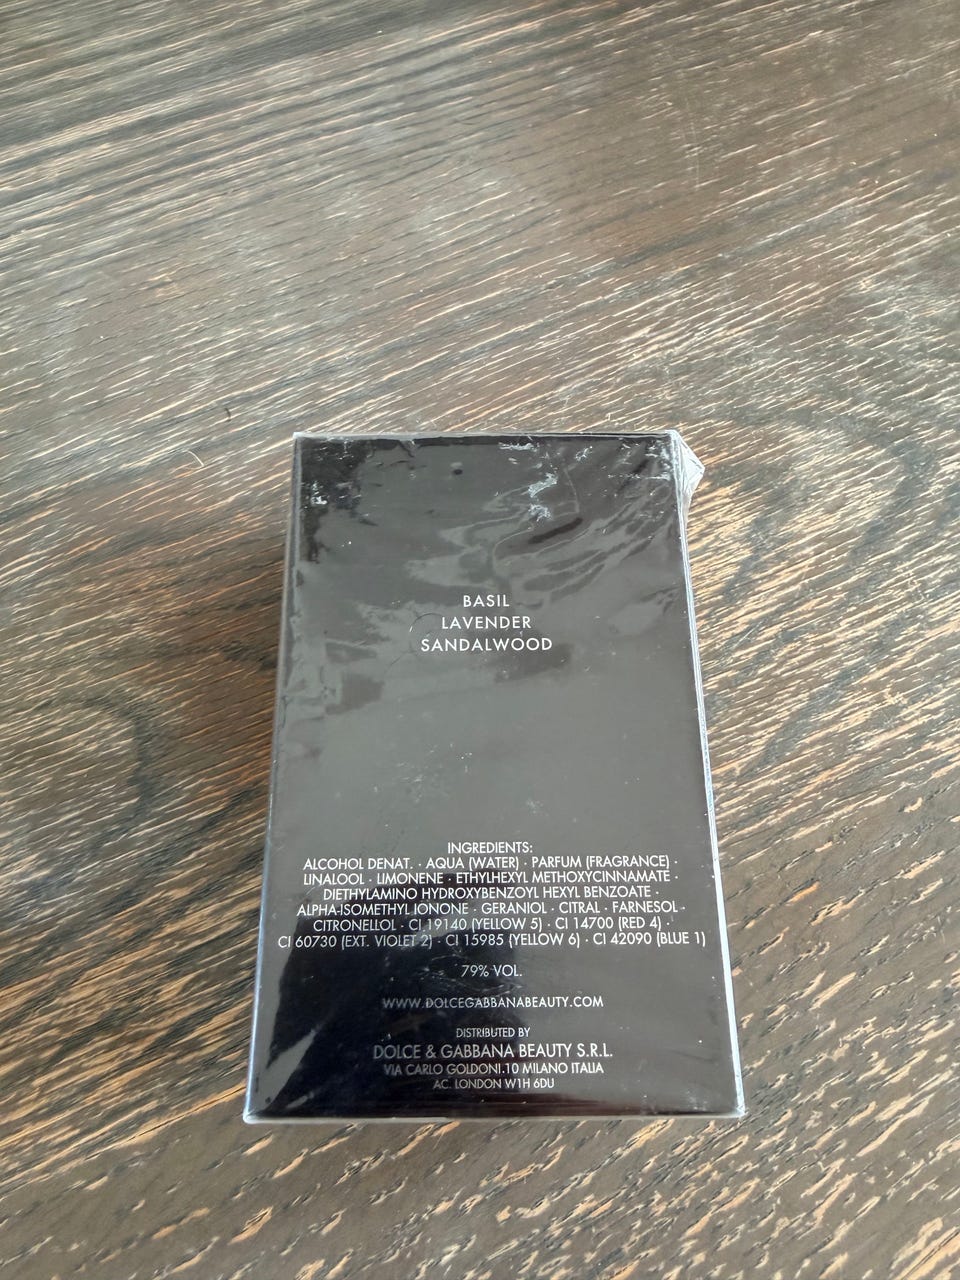 BASIL
LAVENDER
SANDALWOOD
INGREDIENTS:
ALCOHOL DENAT. · AQUA (WATER) · PARFUM (FRAGRANCE) ·
LINALOOL · LIMONENE · ETHYLHEXYL METHOXYCINNAMATE ·
DIETHYLAMINO HYDROXYBENZOYL HEXYL BENZOATE ·
ALPHA-ISOMETHYL IONONE · GERANIOL · CITRAL · FARNESOL ·
CITRONELLOL · CI 19140 (YELLOW 5) · CI 14700 (RED 4) ·
CI 60730 (EXT. VIOLET 2) · CI 15985 (YELLOW 6) · CI 42090 (BLUE 1)
79% VOL.
WWW.DOLCEGABBANABEAUTY.COM
DISTRIBUTED BY
DOLCE & GABBANA BEAUTY S.R.L.
VIA CARLO GOLDONI.10 MILANO ITALIA
AC. LONDON W1H 6DU